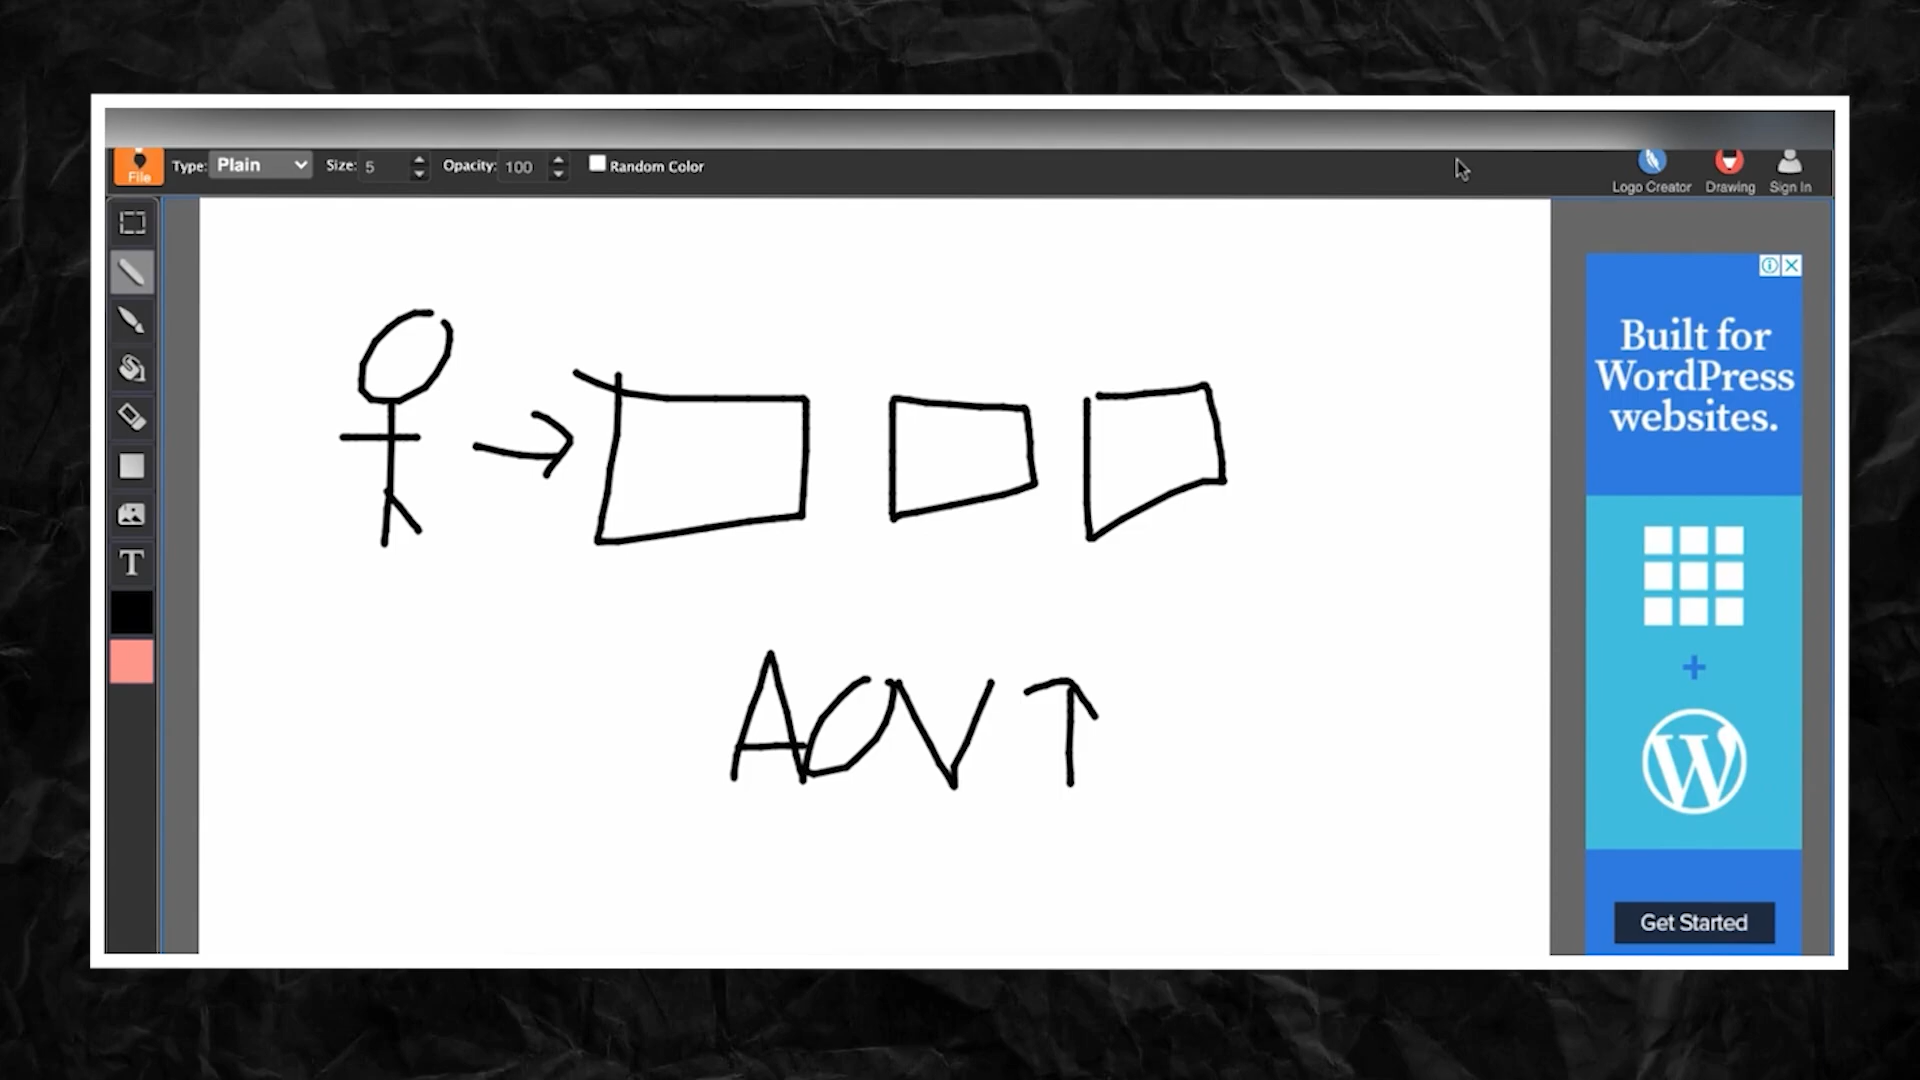 File
Type: Plain Size: 5 Opacity: 100 Random Color
Logo Creator Drawing Sign In
Built for
WordPress
websites.
T
AOV ↑
+
W
Get Started